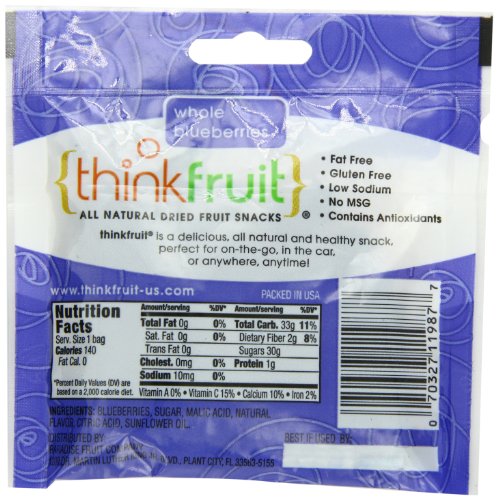 whole
blueberries
{thinkfruit}®
ALL NATURAL DRIED FRUIT SNACKS
• Fat Free
• Gluten Free
• Low Sodium
• No MSG
• Contains Antioxidants
thinkfruit® is a delicious, all natural and healthy snack,
perfect for on-the-go, in the car,
or anywhere, anytime!
www.thinkfruit-us.com
PACKED IN USA
Nutrition
Facts
Serv. Size 1 bag
Calories 140
Fat Cal. 0
*Percent Daily Values (DV) are
based on a 2,000 calorie diet.
Amount/serving %DV* Amount/serving %DV*
Total Fat 0g 0% Total Carb. 33g 11%
Sat. Fat 0g 0% Dietary Fiber 2g 8%
Trans Fat 0g Sugars 30g
Cholest. 0mg 0% Protein 1g
Sodium 10mg 0%
Vitamin A 0% • Vitamin C 15% • Calcium 10% • Iron 2%
INGREDIENTS: BLUEBERRIES, SUGAR, MALIC ACID, NATURAL
FLAVOR, CITRIC ACID, SUNFLOWER OIL.
DISTRIBUTED BY
PARADISE FRUIT COMPANY
MARTIN LUTHER KING JR. BLVD., PLANT CITY, FL 33563-5155
BEST IF USED BY:
0 70327 11987 7